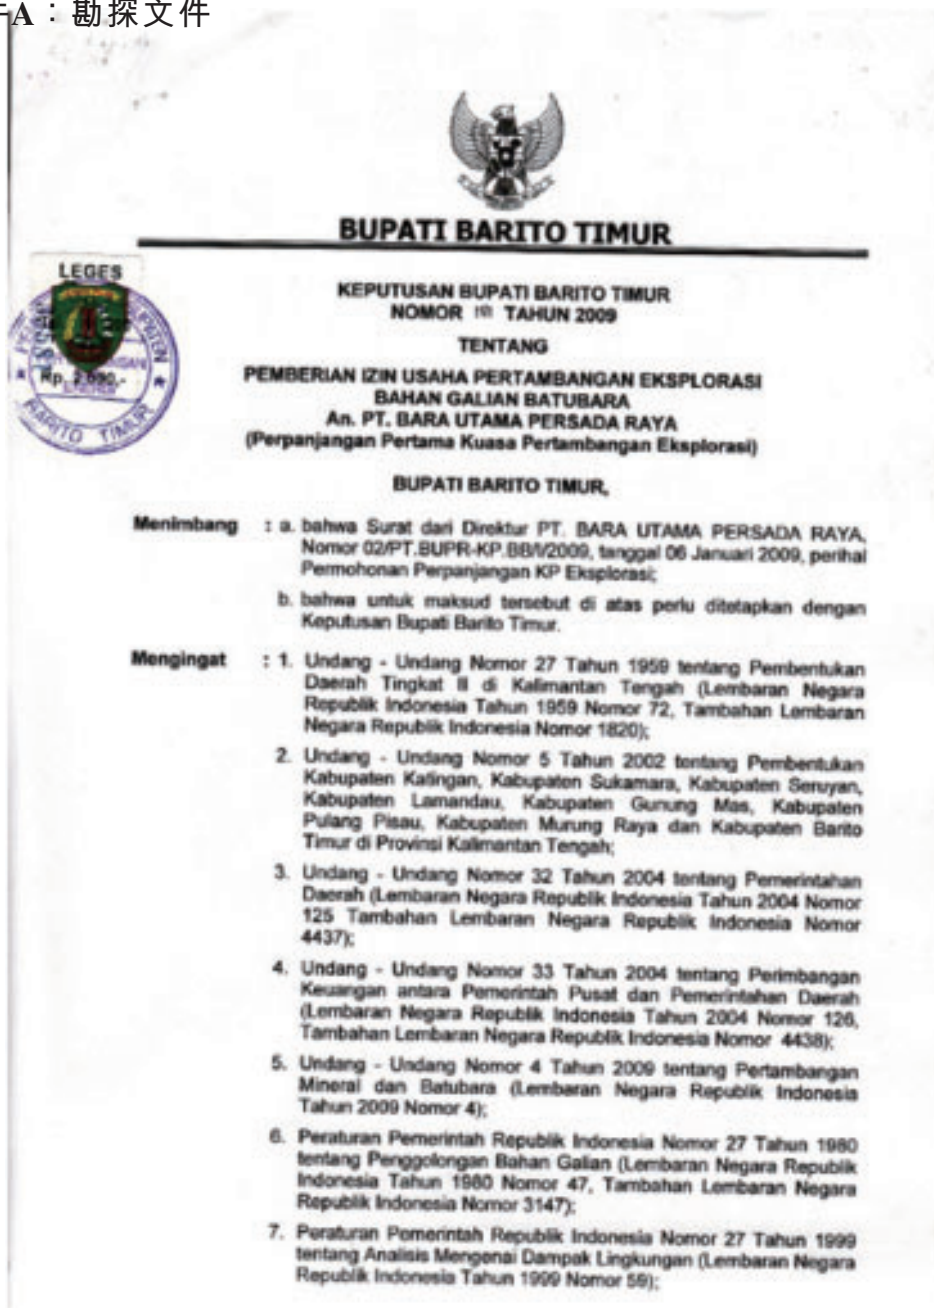 A：勘探文件
BUPATI BARITO TIMUR
LEGES
Rp. 2.000,-
BARITO TIMUR
KEPUTUSAN BUPATI BARITO TIMUR
NOMOR TAHUN 2009
TENTANG
PEMBERIAN IZIN USAHA PERTAMBANGAN EKSPLORASI
BAHAN GALIAN BATUBARA
An. PT. BARA UTAMA PERSADA RAYA
(Perpanjangan Pertama Kuasa Pertambangan Eksplorasi)
BUPATI BARITO TIMUR,
Menimbang : a. bahwa Surat dari Direktur PT. BARA UTAMA PERSADA RAYA,
Nomor 02/PT.BUPR-KP.BB/I/2009, tanggal 06 Januari 2009, perihal
Permohonan Perpanjangan KP Eksplorasi;
b. bahwa untuk maksud tersebut di atas perlu ditetapkan dengan
Keputusan Bupati Barito Timur.
Mengingat : 1. Undang - Undang Nomor 27 Tahun 1959 tentang Pembentukan
Daerah Tingkat II di Kalimantan Tengah (Lembaran Negara
Republik Indonesia Tahun 1959 Nomor 72, Tambahan Lembaran
Negara Republik Indonesia Nomor 1820);
2. Undang - Undang Nomor 5 Tahun 2002 tentang Pembentukan
Kabupaten Katingan, Kabupaten Sukamara, Kabupaten Seruyan,
Kabupaten Lamandau, Kabupaten Gunung Mas, Kabupaten
Pulang Pisau, Kabupaten Murung Raya dan Kabupaten Barito
Timur di Provinsi Kalimantan Tengah;
3. Undang - Undang Nomor 32 Tahun 2004 tentang Pemerintahan
Daerah (Lembaran Negara Republik Indonesia Tahun 2004 Nomor
125 Tambahan Lembaran Negara Republik Indonesia Nomor
4437);
4. Undang - Undang Nomor 33 Tahun 2004 tentang Perimbangan
Keuangan antara Pemerintah Pusat dan Pemerintahan Daerah
(Lembaran Negara Republik Indonesia Tahun 2004 Nomor 126,
Tambahan Lembaran Negara Republik Indonesia Nomor 4438);
5. Undang - Undang Nomor 4 Tahun 2009 tentang Pertambangan
Mineral dan Batubara (Lembaran Negara Republik Indonesia
Tahun 2009 Nomor 4);
6. Peraturan Pemerintah Republik Indonesia Nomor 27 Tahun 1980
tentang Penggolongan Bahan Galian (Lembaran Negara Republik
Indonesia Tahun 1980 Nomor 47, Tambahan Lembaran Negara
Republik Indonesia Nomor 3147);
7. Peraturan Pemerintah Republik Indonesia Nomor 27 Tahun 1999
tentang Analisis Mengenai Dampak Lingkungan (Lembaran Negara
Republik Indonesia Tahun 1999 Nomor 59);